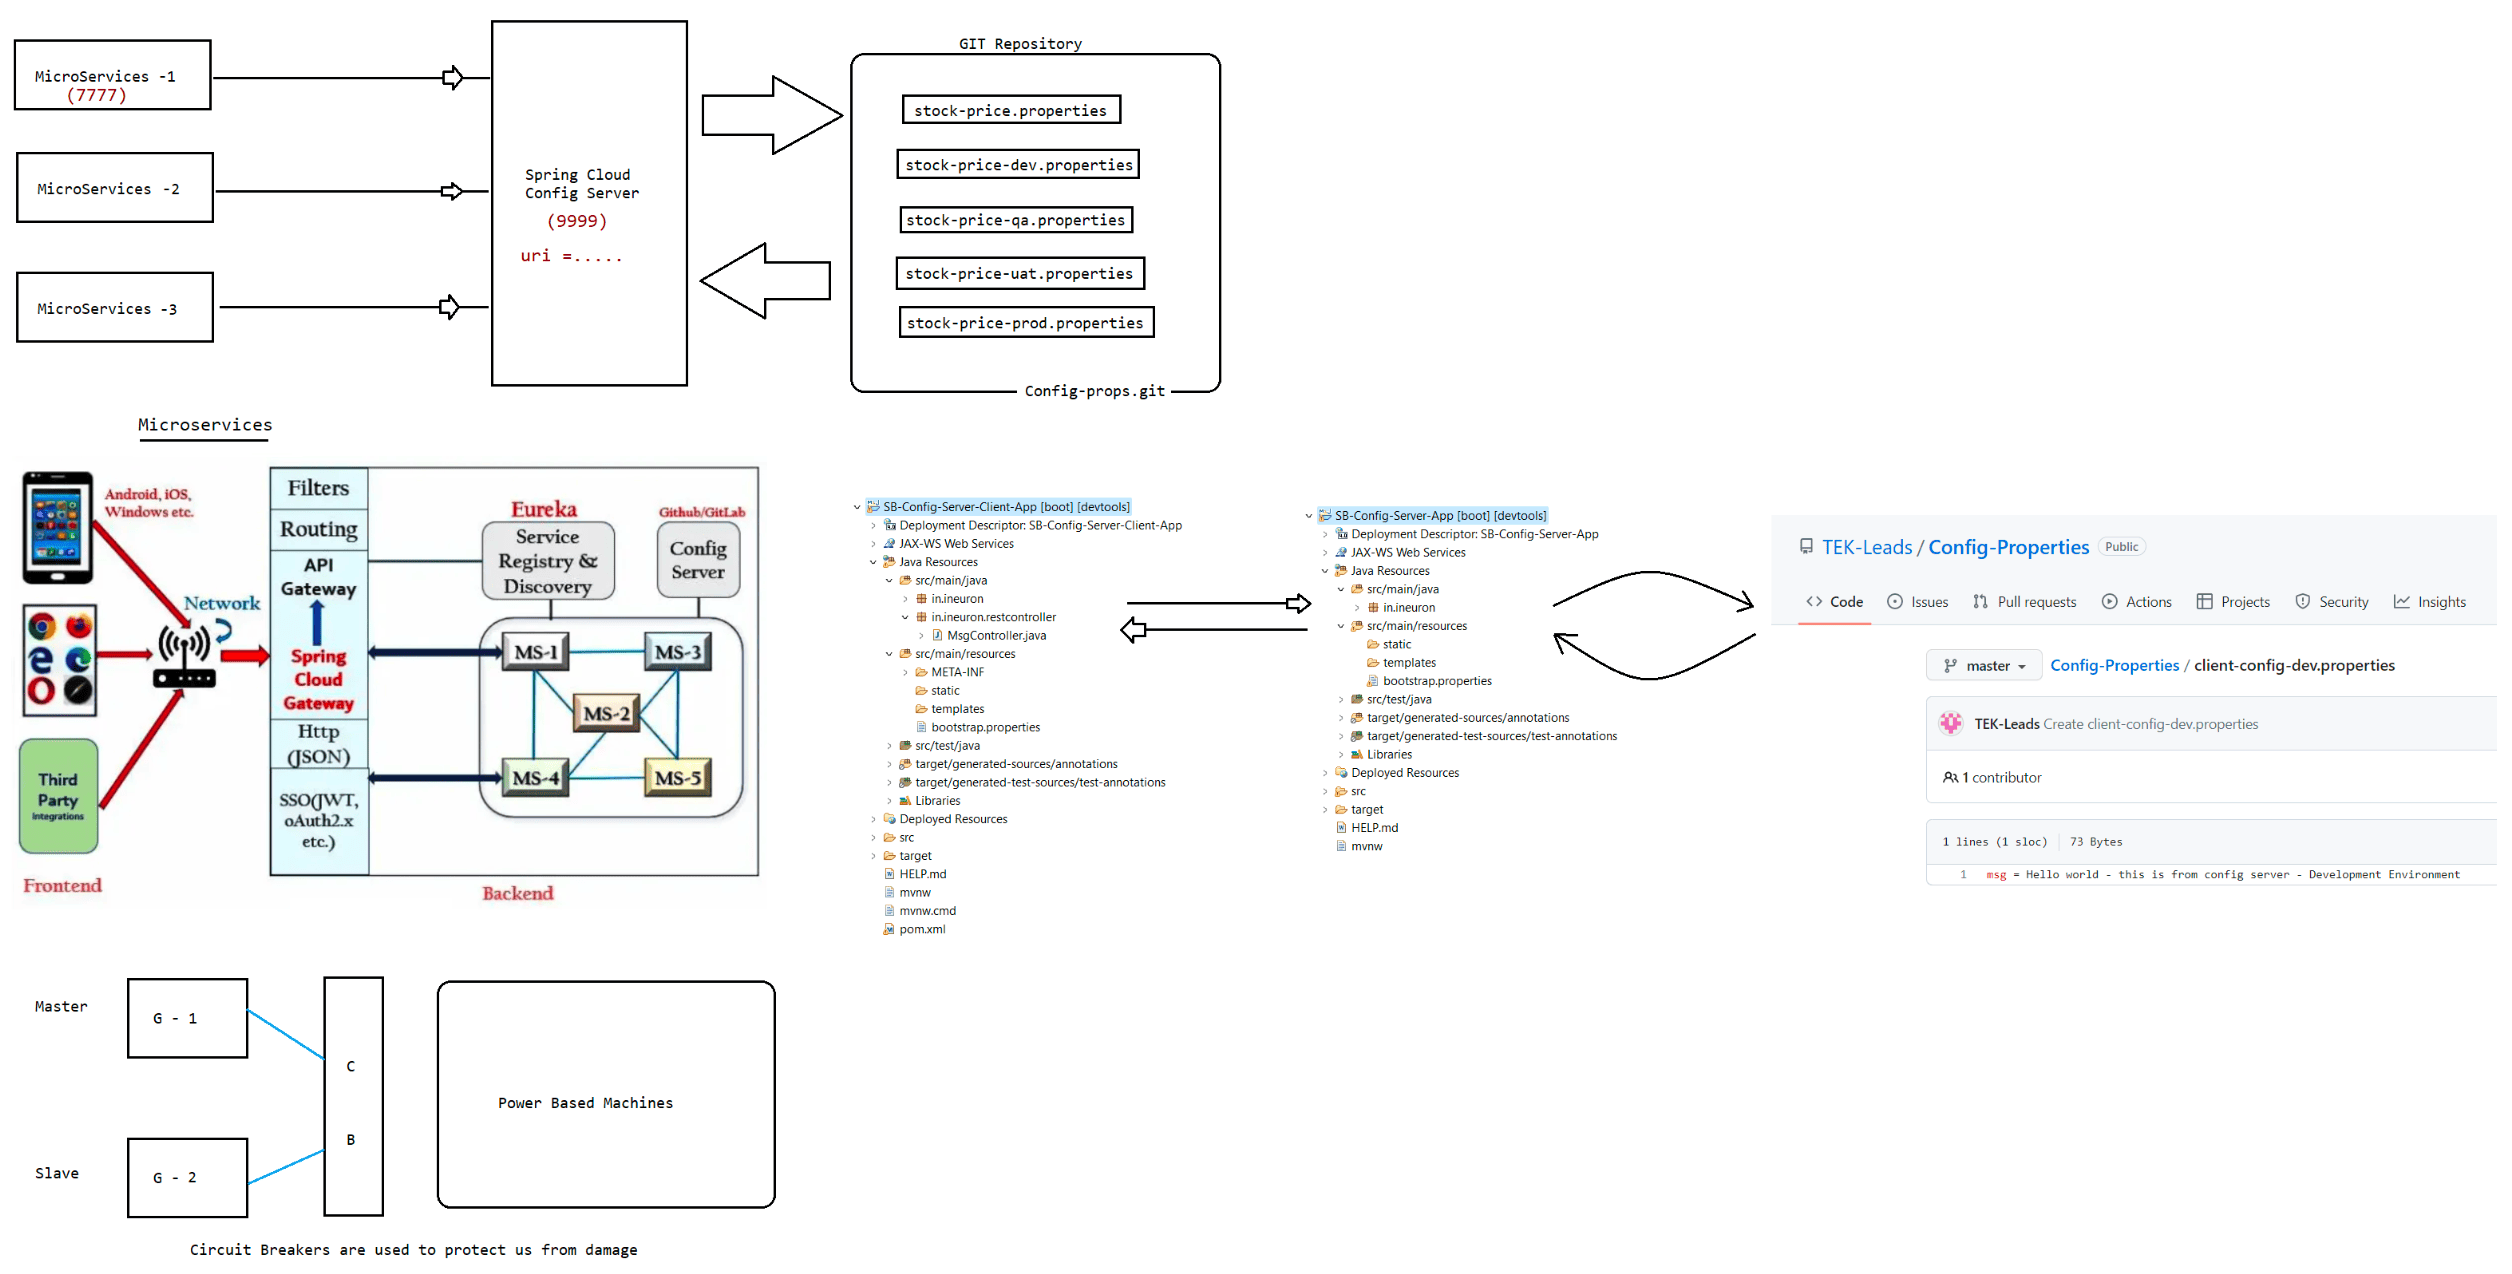 GIT Repository
MicroServices -1
(7777)
MicroServices -2
MicroServices -3
Spring Cloud
Config Server
(9999)
uri =.....
stock-price.properties
stock-price-dev.properties
stock-price-qa.properties
stock-price-uat.properties
stock-price-prod.properties
Config-props.git
Microservices
Android, iOS,
Windows etc.
Network
Third
Party
Integrations
Frontend
Filters
Routing
API
Gateway
Spring
Cloud
Gateway
Http
(JSON)
SSO(JWT,
oAuth2.x
etc.)
Eureka
Service
Registry &
Discovery
Github/GitLab
Config
Server
MS-1
MS-3
MS-2
MS-4
MS-5
Backend
SB-Config-Server-Client-App [boot] [devtools]
Deployment Descriptor: SB-Config-Server-Client-App
JAX-WS Web Services
Java Resources
src/main/java
in.ineuron
in.ineuron.restcontroller
MsgController.java
src/main/resources
META-INF
static
templates
bootstrap.properties
src/test/java
target/generated-sources/annotations
target/generated-test-sources/test-annotations
Libraries
Deployed Resources
src
target
HELP.md
mvnw
mvnw.cmd
pom.xml
SB-Config-Server-App [boot] [devtools]
Deployment Descriptor: SB-Config-Server-App
JAX-WS Web Services
Java Resources
src/main/java
in.ineuron
src/main/resources
static
templates
bootstrap.properties
src/test/java
target/generated-sources/annotations
target/generated-test-sources/test-annotations
Libraries
Deployed Resources
src
target
HELP.md
mvnw
TEK-Leads / Config-Properties Public
Code Issues Pull requests Actions Projects Security Insights
master Config-Properties / client-config-dev.properties
TEK-Leads Create client-config-dev.properties
1 contributor
1 lines (1 sloc) 73 Bytes
1 msg = Hello world - this is from config server - Development Environment
Master
G - 1
C
B
Slave
G - 2
Power Based Machines
Circuit Breakers are used to protect us from damage